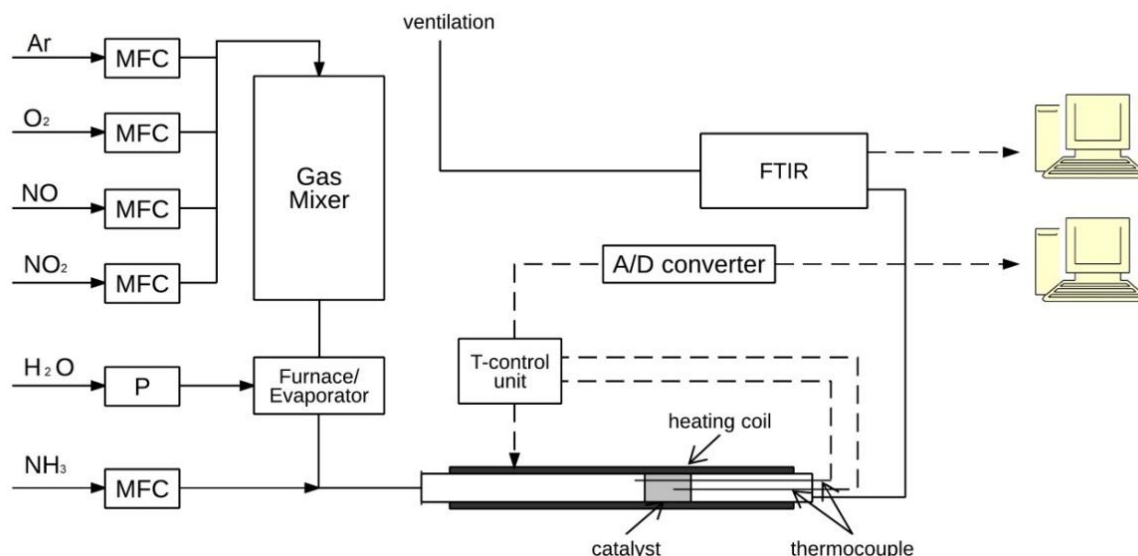 ventilation
Ar
MFC
O₂
MFC
NO
MFC
NO₂
MFC
Gas
Mixer
FTIR
A/D converter
H₂O
P
Furnace/
Evaporator
T-control
unit
heating coil
NH₃
MFC
catalyst
thermocouple